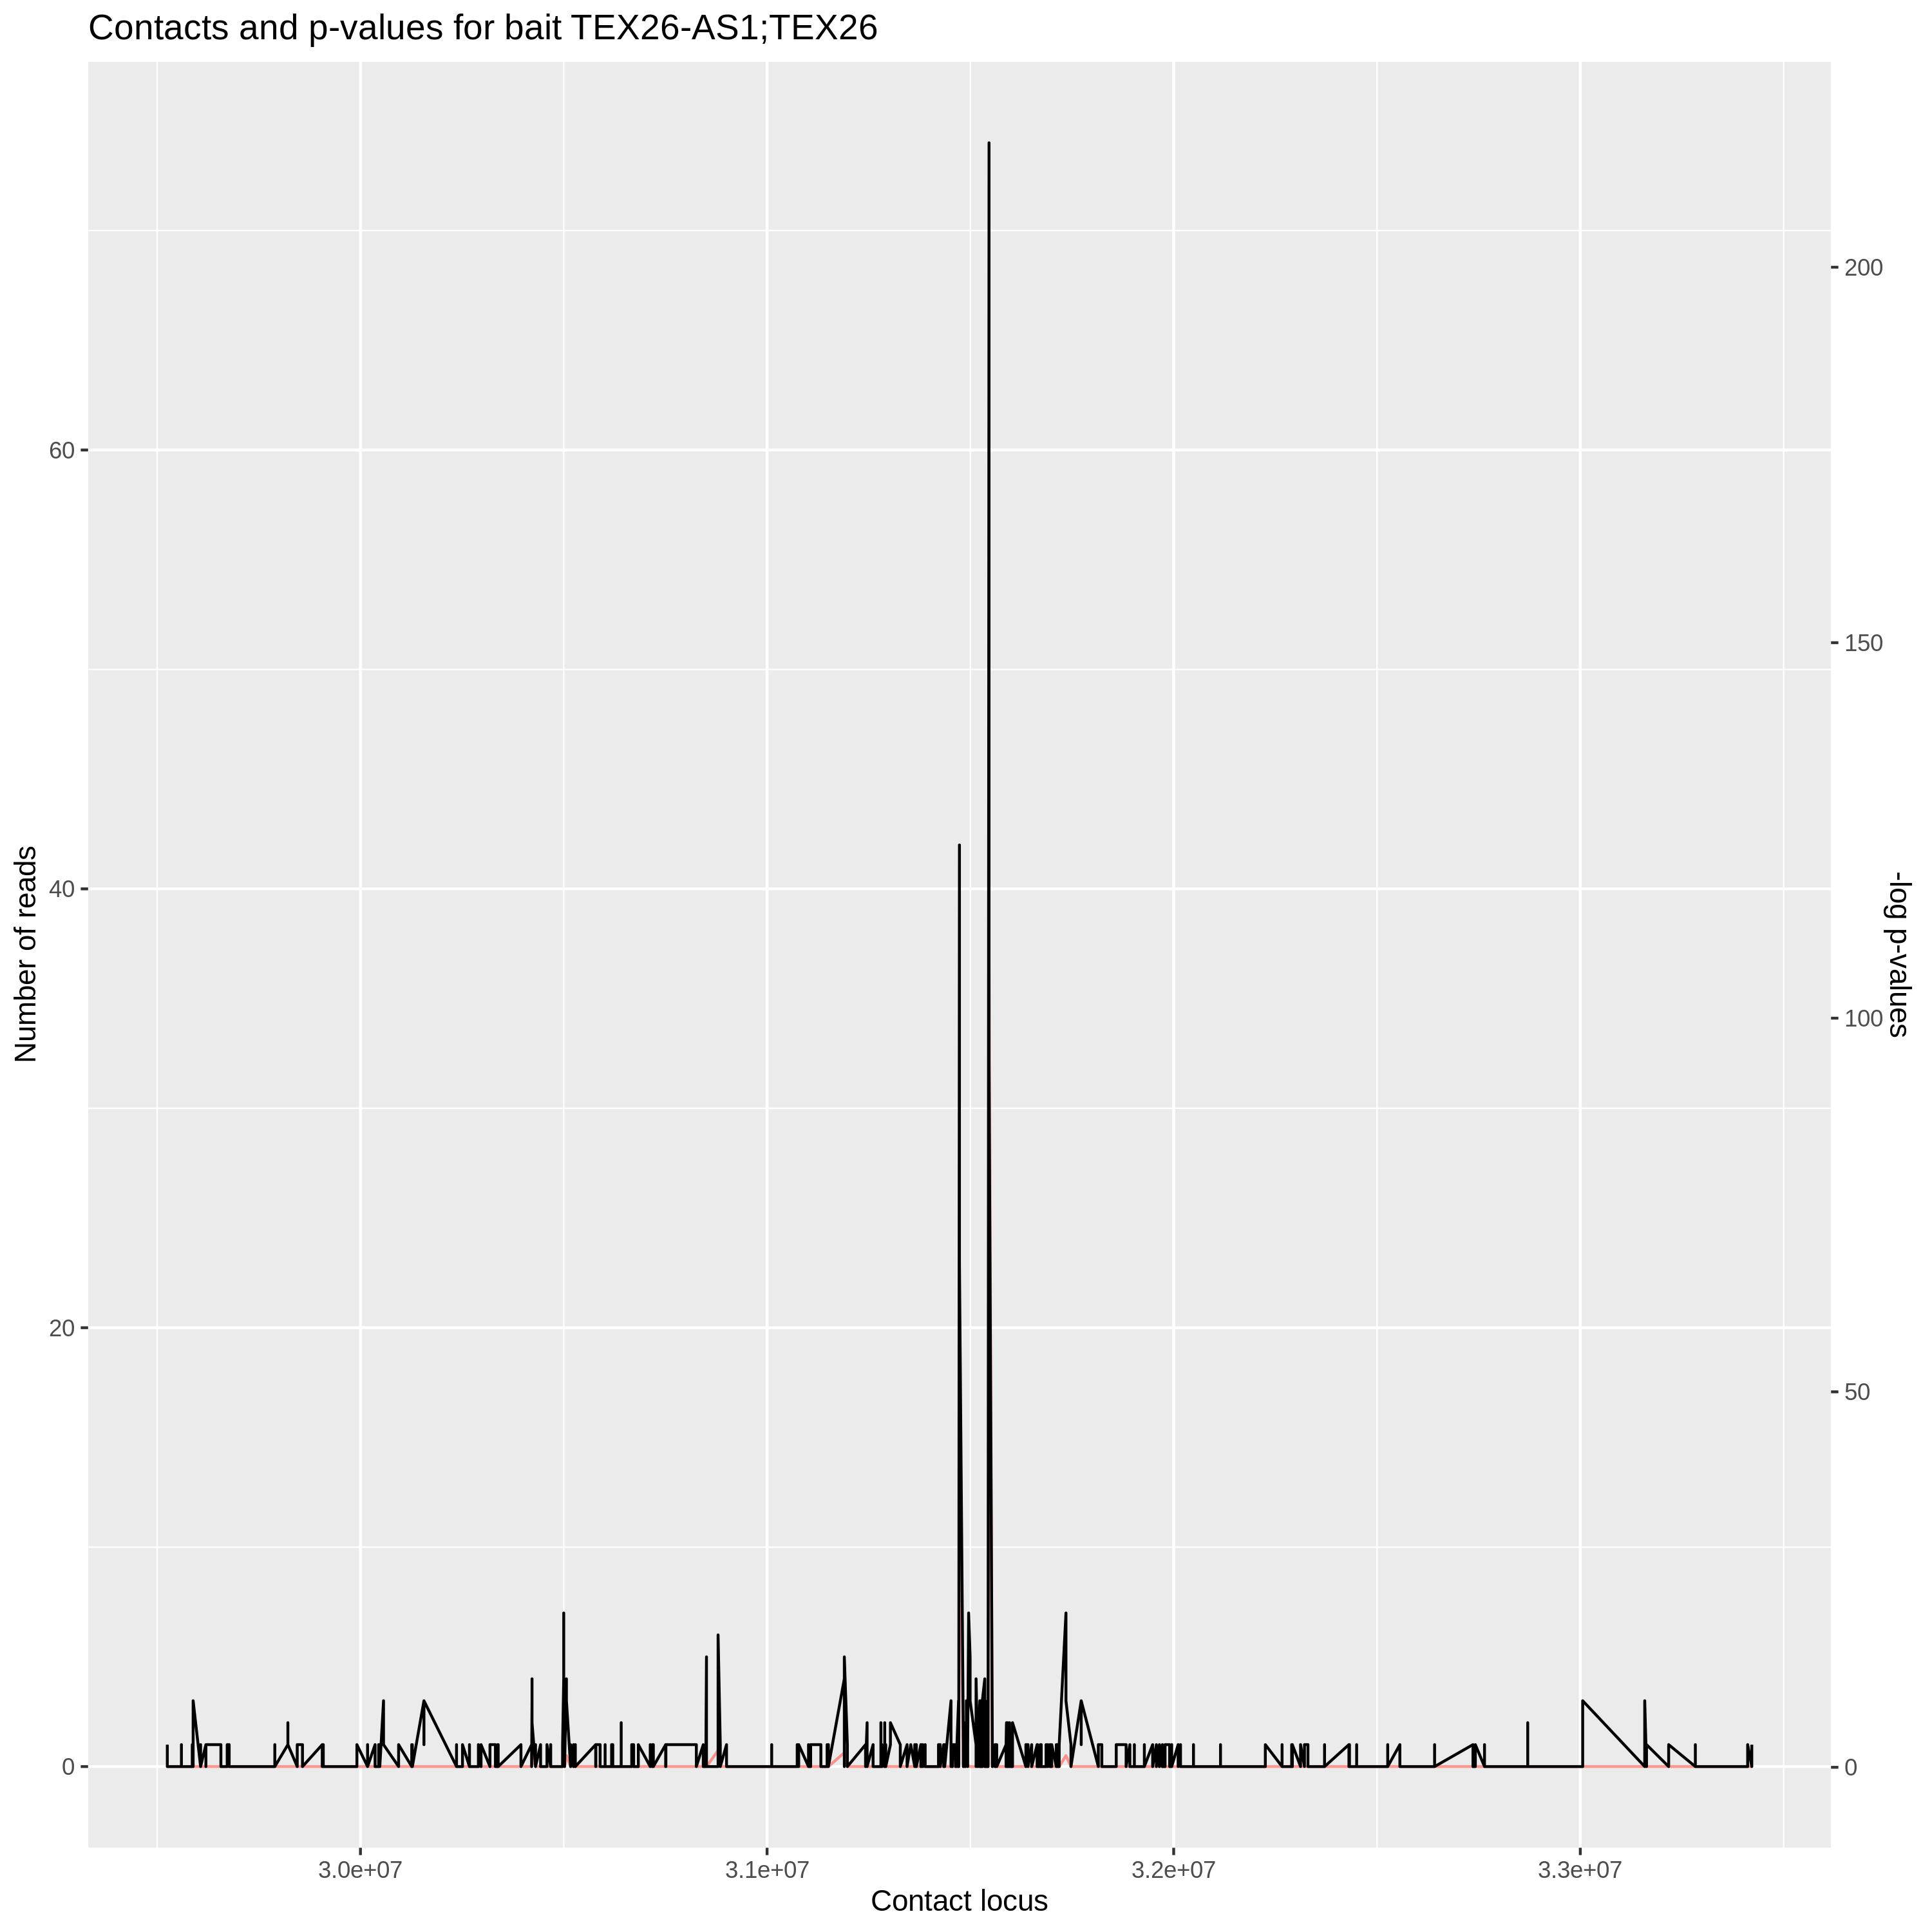 Contacts and p-values for bait TEX26-AS1;TEX26
Number of reads
60
40
20
0
200
150
100
50
0
-log p-values
3.0e+07
3.1e+07
3.2e+07
3.3e+07
Contact locus